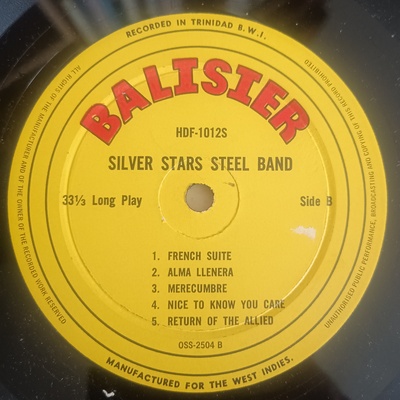 RECORDED IN TRINIDAD B.W.I.
ALL RIGHTS OF THE MANUFACTURER AND OF THE OWNER OF THE RECORDED WORK RESERVED
UNAUTHORISED PUBLIC PERFORMANCE, BROADCASTING AND COPYING OF THIS RECORD PROHIBITED
BALISIER
HDF-1012S
SILVER STARS STEEL BAND
33⅓ Long Play Side B
1. FRENCH SUITE
2. ALMA LLENERA
3. MERECUMBRE
4. NICE TO KNOW YOU CARE
5. RETURN OF THE ALLIED
OSS-2504 B
MANUFACTURED FOR THE WEST INDIES.